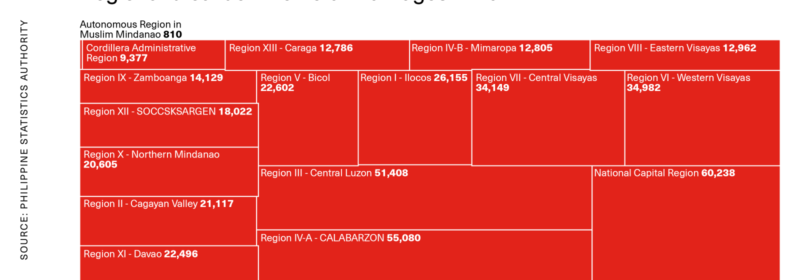 Autonomous Region in
Muslim Mindanao 810
Cordillera Administrative
Region 9,377
Region XIII - Caraga 12,786
Region IV-B - Mimaropa 12,805
Region VIII - Eastern Visayas 12,962
Region IX - Zamboanga 14,129
Region V - Bicol
22,602
Region I - Ilocos 26,155
Region VII - Central Visayas
34,149
Region VI - Western Visayas
34,982
Region XII - SOCCSKSARGEN 18,022
Region X - Northern Mindanao
20,605
Region III - Central Luzon 51,408
National Capital Region 60,238
Region II - Cagayan Valley 21,117
Region IV-A - CALABARZON 55,080
Region XI - Davao 22,496
SOURCE: PHILIPPINE STATISTICS AUTHORITY